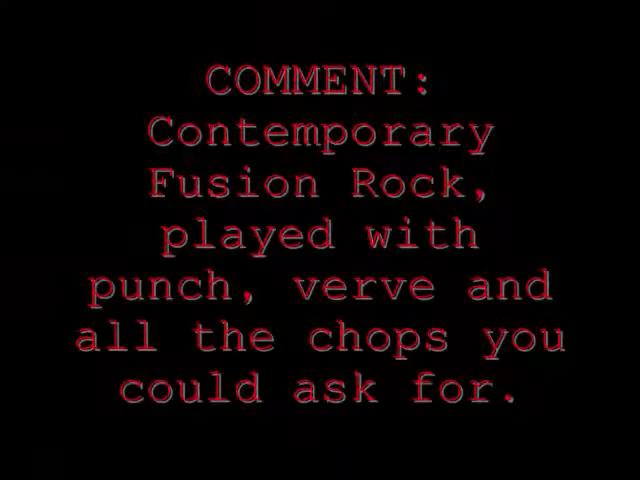 COMMENT:
Contemporary
Fusion Rock,
played with
punch, verve and
all the chops you
could ask for.